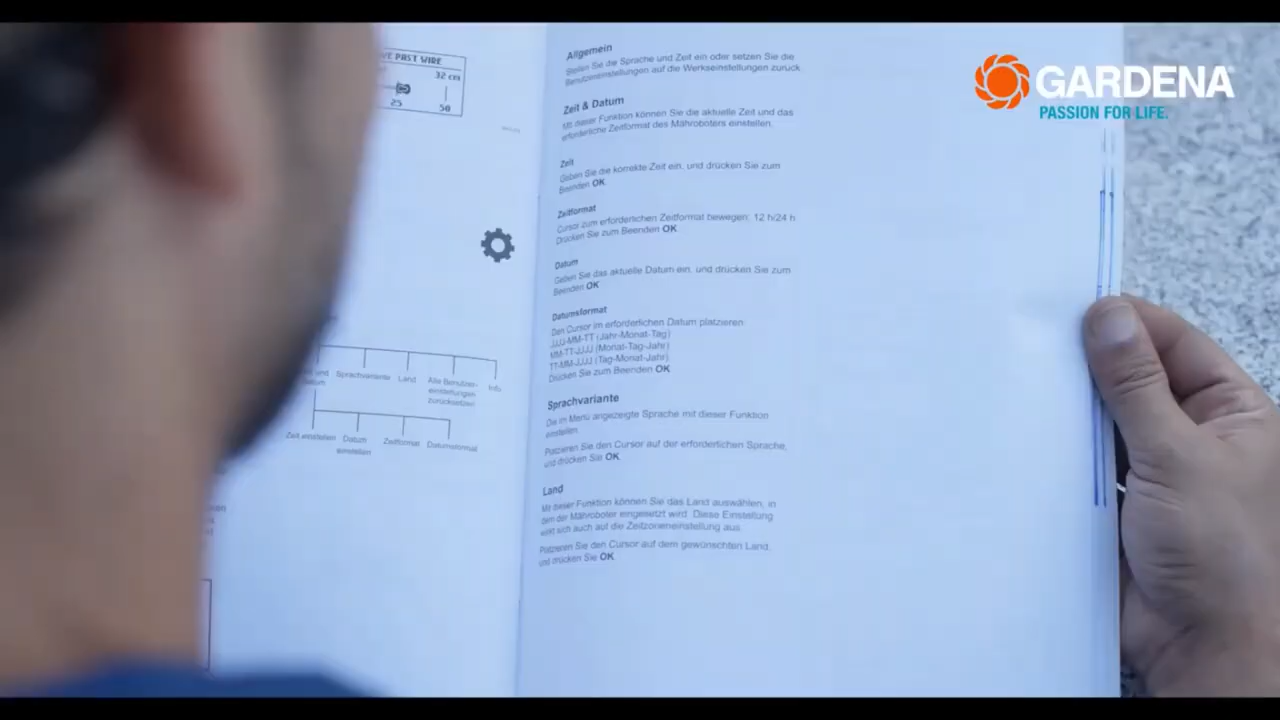 VE PAST WIRE
32 cm
25
50
Sprachvariante
Land
Alle Benutzer-
einstellungen
zurücksetzen
Info
Zeit einstellen
Datum
einstellen
Zeitformat
Datumsformat
Allgemein
Stellen Sie die Sprache und Zeit ein oder setzen Sie die
Benutzereinstellungen auf die Werkseinstellungen zurück.
Zeit & Datum
Mit dieser Funktion können Sie die aktuelle Zeit und das
erforderliche Zeitformat des Mähroboters einstellen.
Zeit
Geben Sie die korrekte Zeit ein, und drücken Sie zum
Beenden OK
Zeitformat
Cursor zum erforderlichen Zeitformat bewegen: 12 h/24 h
Drücken Sie zum Beenden OK
Datum
Geben Sie das aktuelle Datum ein, und drücken Sie zum
Beenden OK
Datumsformat
Den Cursor im erforderlichen Datum platzieren:
JJJJ-MM-TT (Jahr-Monat-Tag)
MM-TT-JJJJ (Monat-Tag-Jahr)
TT-MM-JJJJ (Tag-Monat-Jahr)
Drücken Sie zum Beenden OK
Sprachvariante
Die im Menü angezeigte Sprache mit dieser Funktion
einstellen.
Platzieren Sie den Cursor auf der erforderlichen Sprache,
und drücken Sie OK
Land
Mit dieser Funktion können Sie das Land auswählen, in
dem der Mähroboter eingesetzt wird. Diese Einstellung
wirkt sich auch auf die Zeitzoneneinstellung aus.
Platzieren Sie den Cursor auf dem gewünschten Land,
und drücken Sie OK
GARDENA
PASSION FOR LIFE.